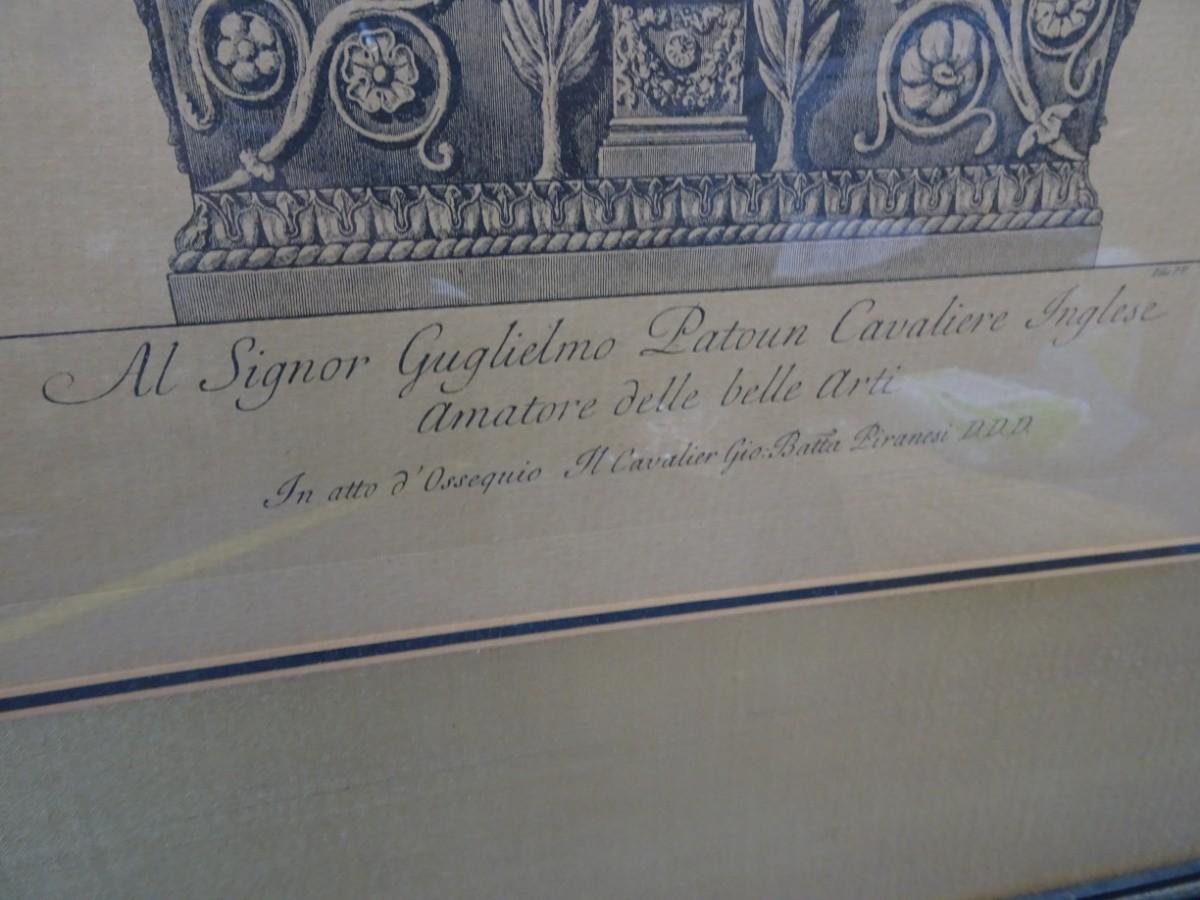 Al Signor Guglielmo Patoun Cavaliere Inglese
Amatore delle belle Arti
In atto d'Ossequio Il Cavalier Gio: Batta Piranesi D.D.D.